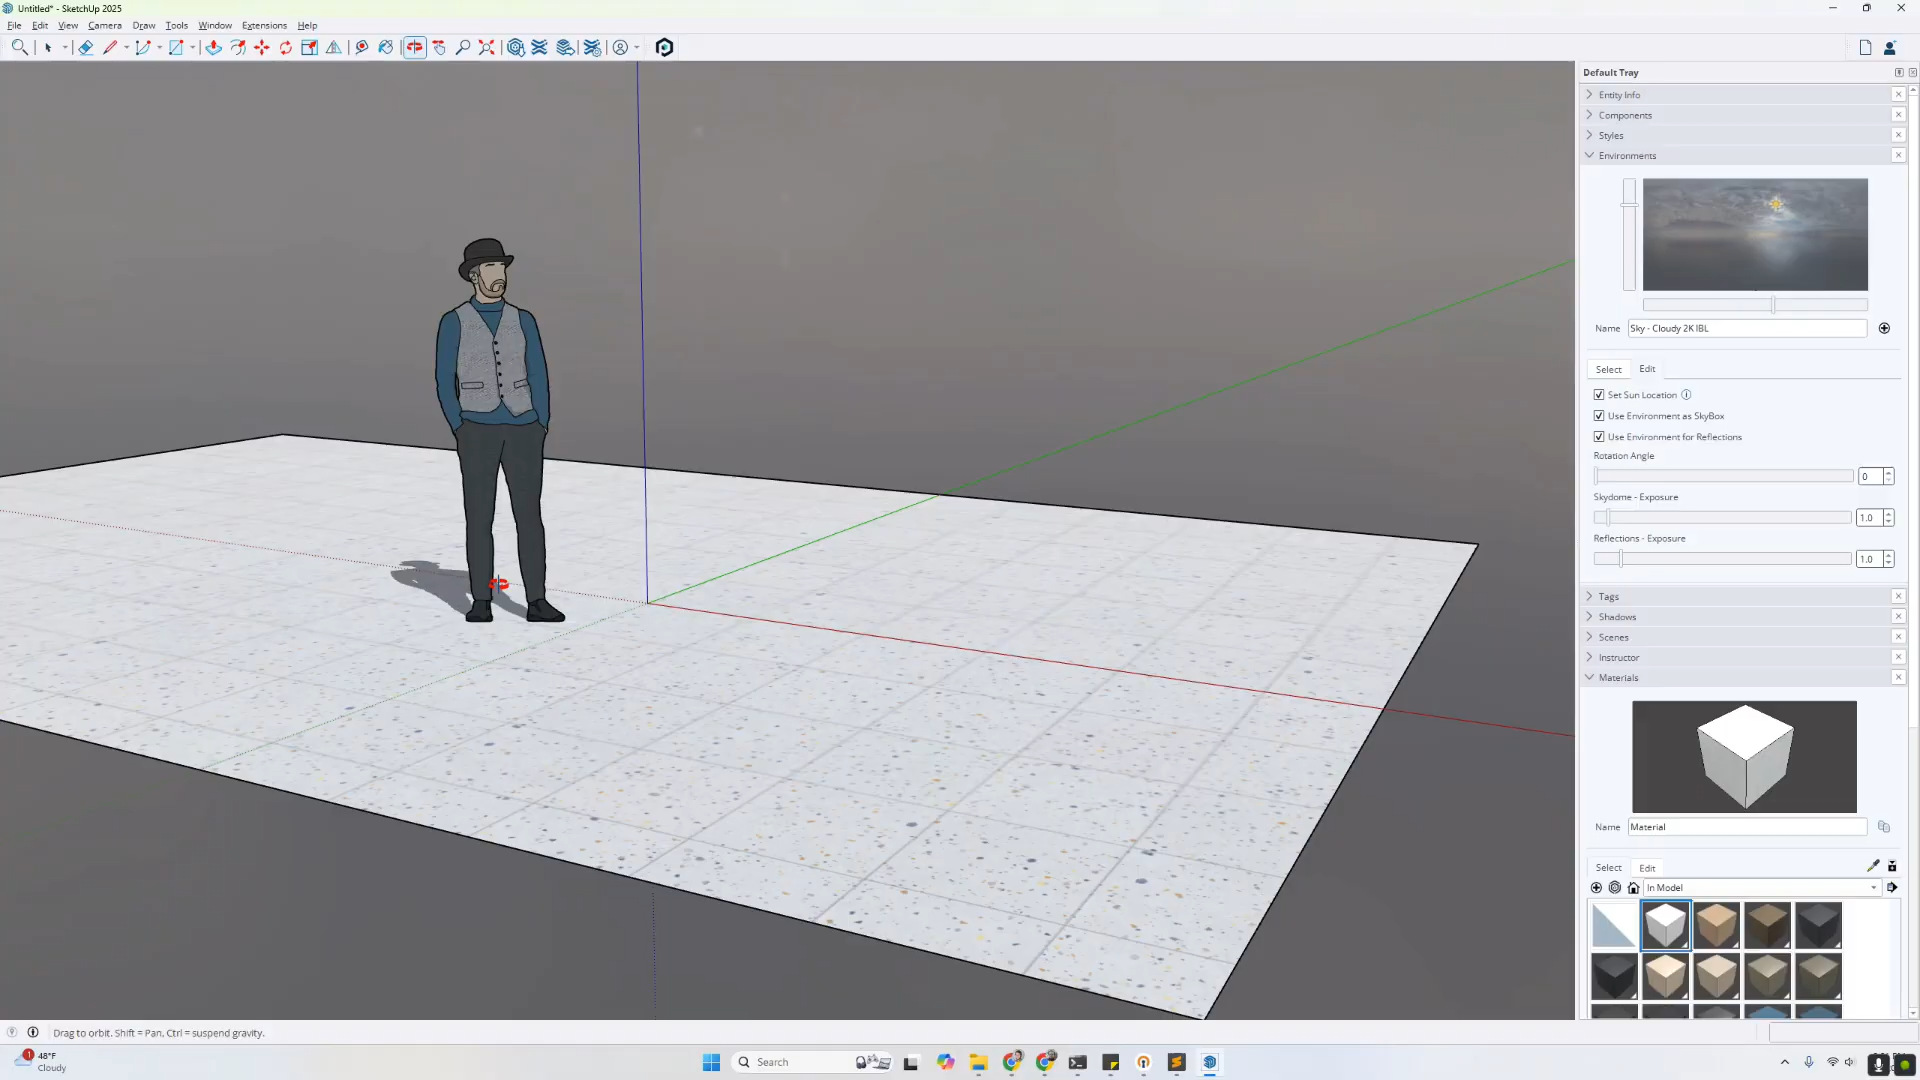 Untitled* - SketchUp 2025
File Edit View Camera Draw Tools Window Extensions Help
Default Tray
Entity Info
Components
Styles
Environments
Name Sky - Cloudy 2K IBL
Select Edit
Set Sun Location
Use Environment as SkyBox
Use Environment for Reflections
Rotation Angle
0
Skydome - Exposure
1.0
Reflections - Exposure
1.0
Tags
Shadows
Scenes
Instructor
Materials
Name Material
Select Edit
In Model
Drag to orbit. Shift = Pan, Ctrl = suspend gravity.
1
48°F
Cloudy
Search